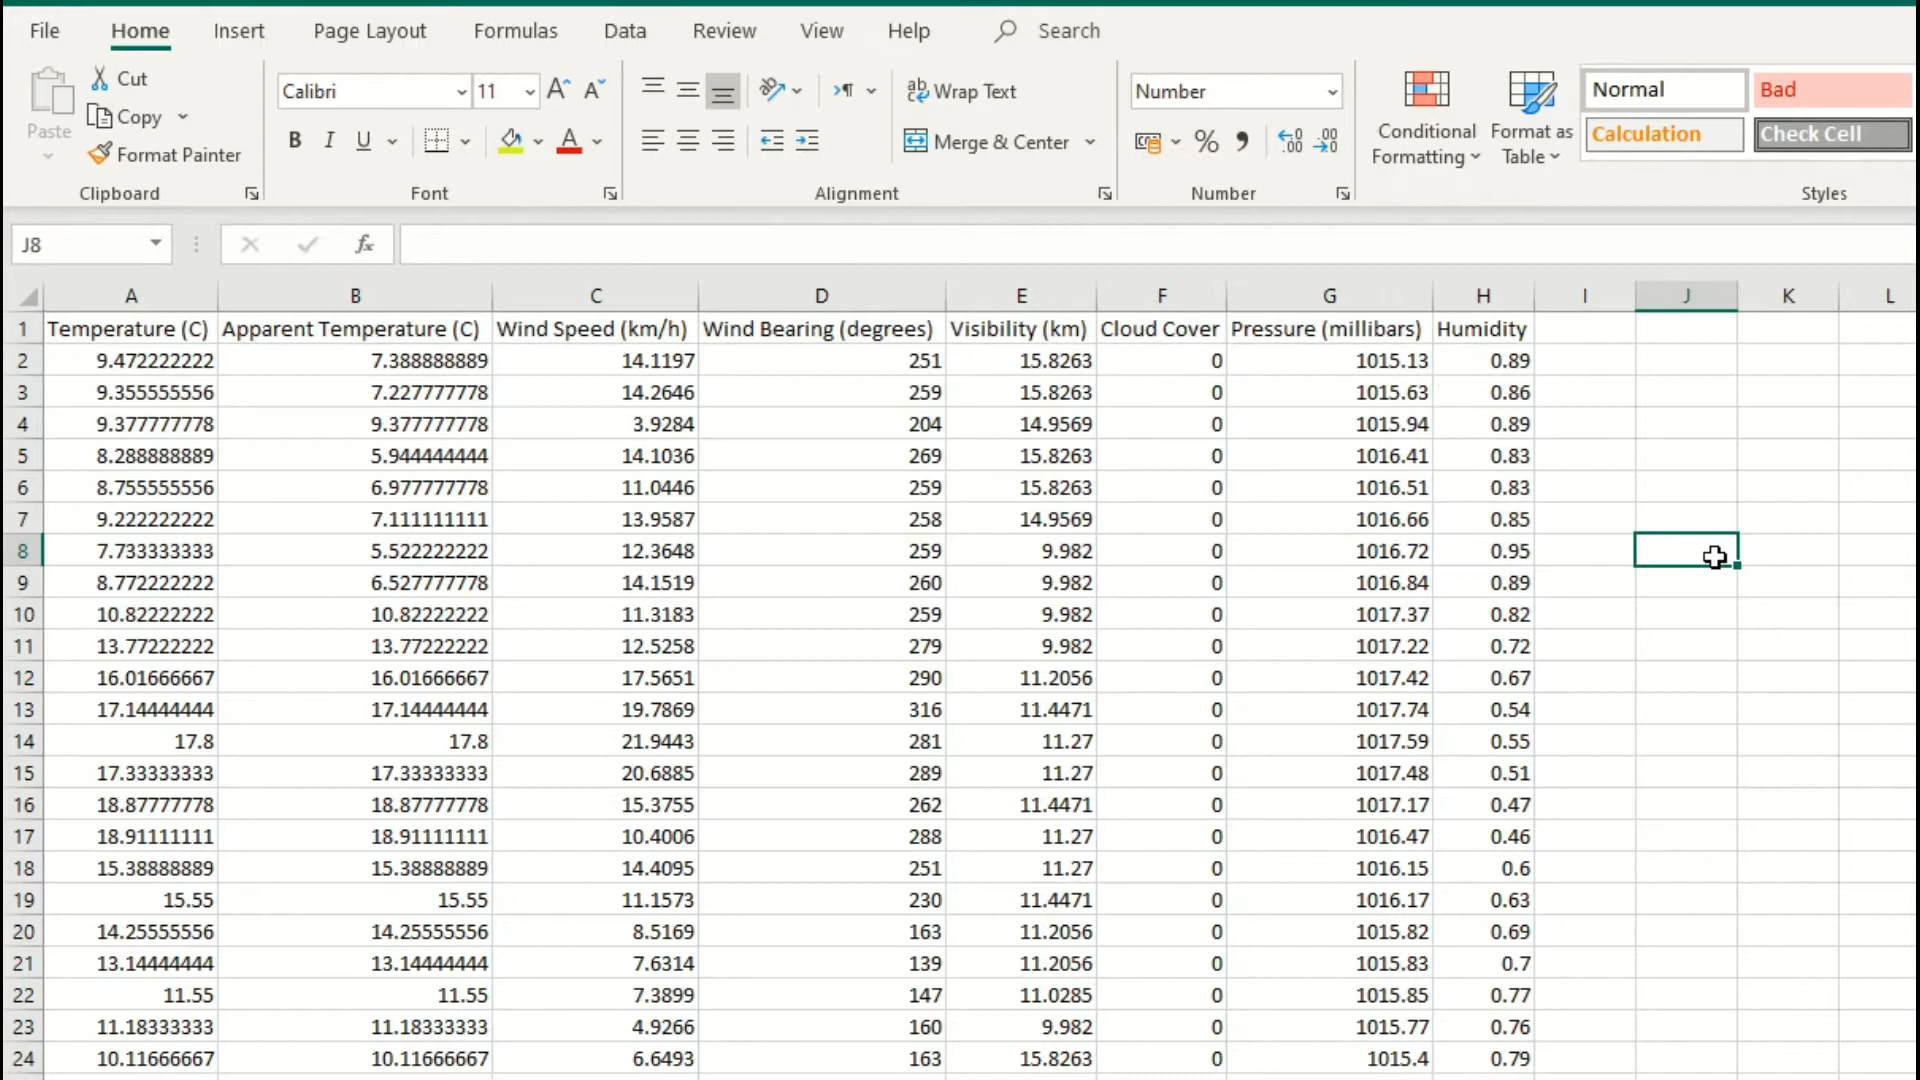 File Home Insert Page Layout Formulas Data Review View Help Search
Paste Cut Copy Format Painter Clipboard
Calibri 11 A A
B I U A Font
ab Wrap Text
Merge & Center Alignment
Number
% 9 .00 .00 Number
Conditional Formatting Format as Table
Normal Bad
Calculation Check Cell
Styles
J8 fx
A B C D E F G H I J K L
1 Temperature (C) Apparent Temperature (C) Wind Speed (km/h) Wind Bearing (degrees) Visibility (km) Cloud Cover Pressure (millibars) Humidity
2 9.472222222 7.388888889 14.1197 251 15.8263 0 1015.13 0.89
3 9.355555556 7.227777778 14.2646 259 15.8263 0 1015.63 0.86
4 9.377777778 9.377777778 3.9284 204 14.9569 0 1015.94 0.89
5 8.288888889 5.944444444 14.1036 269 15.8263 0 1016.41 0.83
6 8.755555556 6.977777778 11.0446 259 15.8263 0 1016.51 0.83
7 9.222222222 7.111111111 13.9587 258 14.9569 0 1016.66 0.85
8 7.733333333 5.522222222 12.3648 259 9.982 0 1016.72 0.95
9 8.772222222 6.527777778 14.1519 260 9.982 0 1016.84 0.89
10 10.82222222 10.82222222 11.3183 259 9.982 0 1017.37 0.82
11 13.77222222 13.77222222 12.5258 279 9.982 0 1017.22 0.72
12 16.01666667 16.01666667 17.5651 290 11.2056 0 1017.42 0.67
13 17.14444444 17.14444444 19.7869 316 11.4471 0 1017.74 0.54
14 17.8 17.8 21.9443 281 11.27 0 1017.59 0.55
15 17.33333333 17.33333333 20.6885 289 11.27 0 1017.48 0.51
16 18.87777778 18.87777778 15.3755 262 11.4471 0 1017.17 0.47
17 18.91111111 18.91111111 10.4006 288 11.27 0 1016.47 0.46
18 15.38888889 15.38888889 14.4095 251 11.27 0 1016.15 0.6
19 15.55 15.55 11.1573 230 11.4471 0 1016.17 0.63
20 14.25555556 14.25555556 8.5169 163 11.2056 0 1015.82 0.69
21 13.14444444 13.14444444 7.6314 139 11.2056 0 1015.83 0.7
22 11.55 11.55 7.3899 147 11.0285 0 1015.85 0.77
23 11.18333333 11.18333333 4.9266 160 9.982 0 1015.77 0.76
24 10.11666667 10.11666667 6.6493 163 15.8263 0 1015.4 0.79